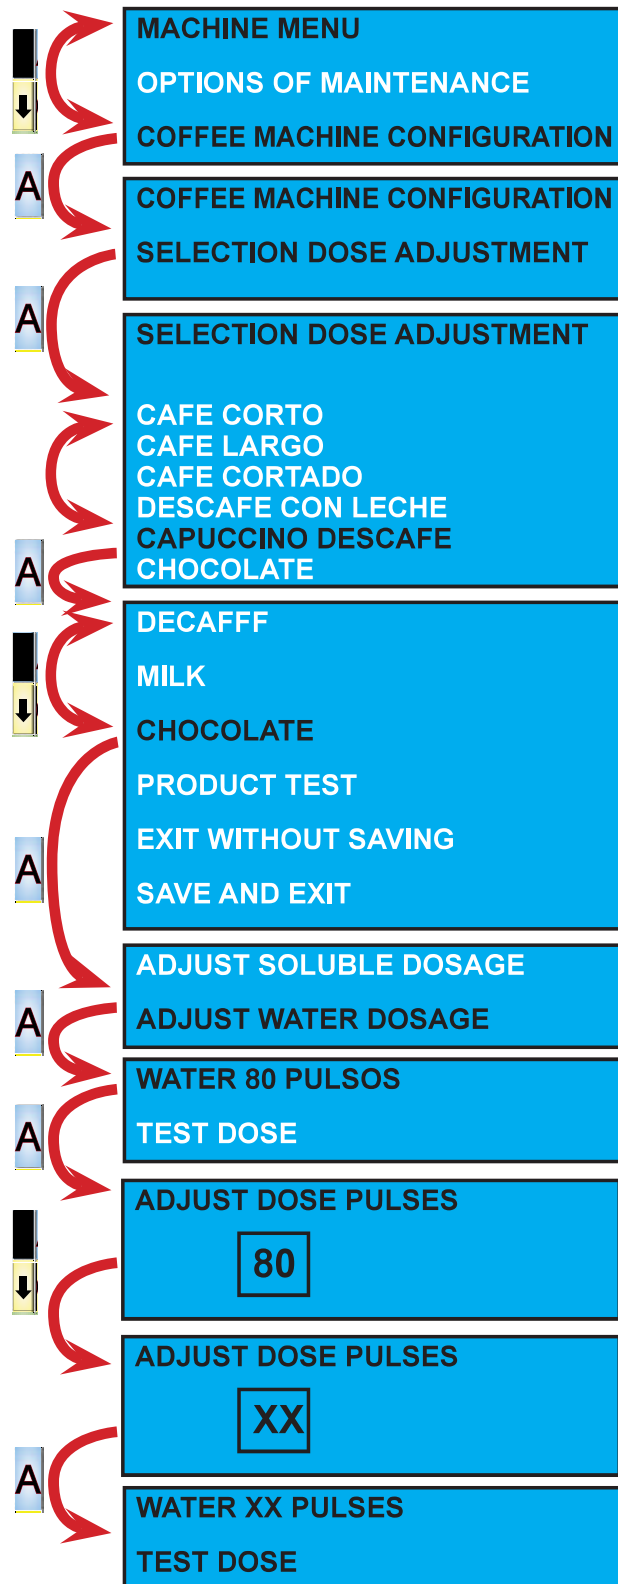 MACHINE MENU
OPTIONS OF MAINTENANCE
COFFEE MACHINE CONFIGURATION
A
COFFEE MACHINE CONFIGURATION
SELECTION DOSE ADJUSTMENT
A
SELECTION DOSE ADJUSTMENT
CAFE CORTO
CAFE LARGO
CAFE CORTADO
DESCAFE CON LECHE
CAPUCCINO DESCAFE
CHOCOLATE
A
DECAFFF
MILK
CHOCOLATE
PRODUCT TEST
EXIT WITHOUT SAVING
SAVE AND EXIT
A
ADJUST SOLUBLE DOSAGE
ADJUST WATER DOSAGE
A
WATER 80 PULSOS
TEST DOSE
A
ADJUST DOSE PULSES
80
ADJUST DOSE PULSES
XX
A
WATER XX PULSES
TEST DOSE